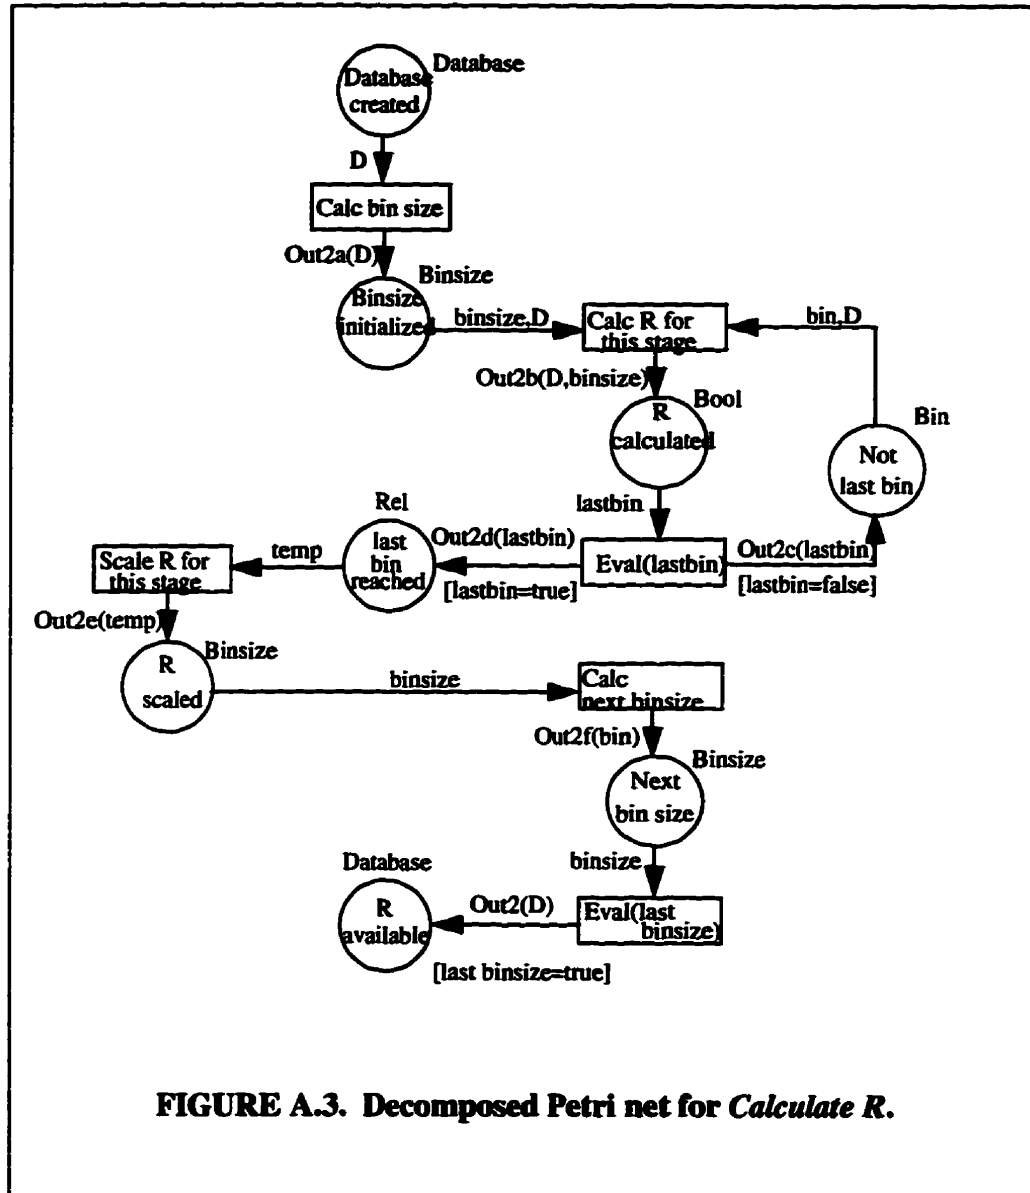 Database
Database
created
D
Calc bin size
Out2a(D)
Binsize
Binsize
initialized
binsize,D
Calc R for
this stage
bin,D
Out2b(D,binsize)
Bool
R
calculated
Bin
Not
last bin
lastbin
Rel
last
bin
reached
Out2d(lastbin)
[lastbin=true]
Eval(lastbin)
Out2c(lastbin)
[lastbin=false]
temp
Scale R for
this stage
Out2e(temp)
Binsize
R
scaled
binsize
Calc
next binsize
Out2f(bin)
Binsize
Next
bin size
binsize
Database
R
available
Out2(D)
Eval(last
binsize)
[last binsize=true]
FIGURE A.3. Decomposed Petri net for Calculate R.